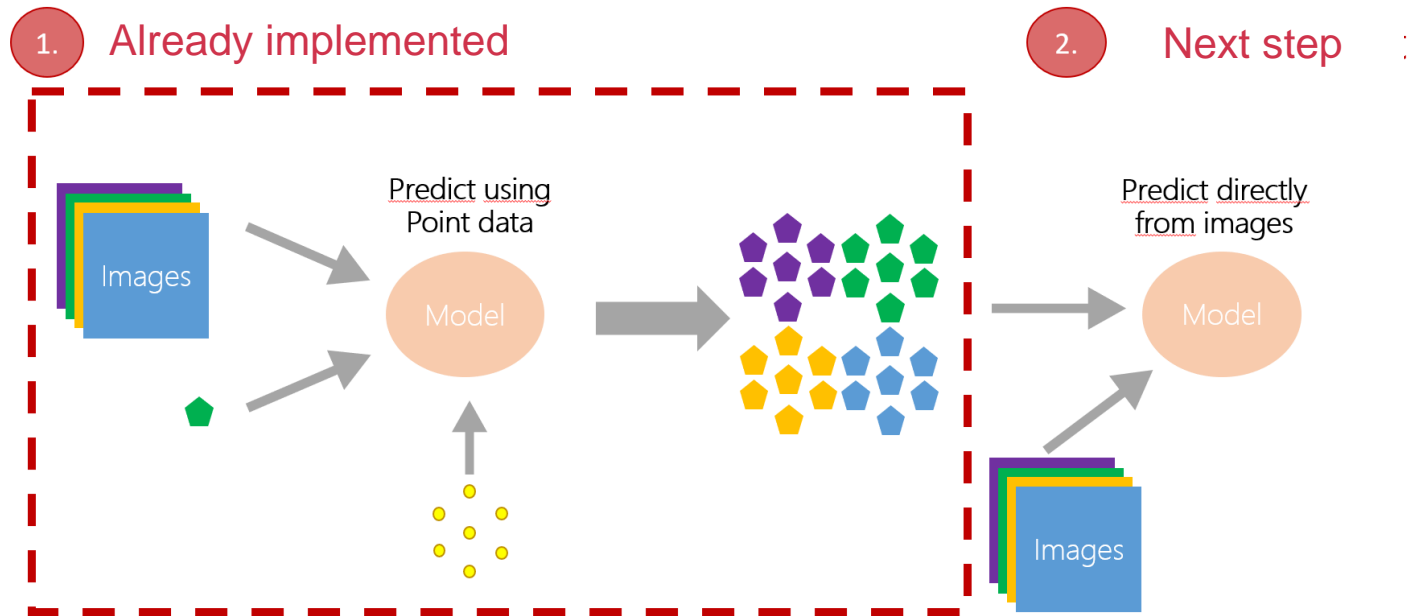 1.
Already implemented
2.
Next step
Predict using
Point data
Images
Model
Predict directly
from images
Model
Images